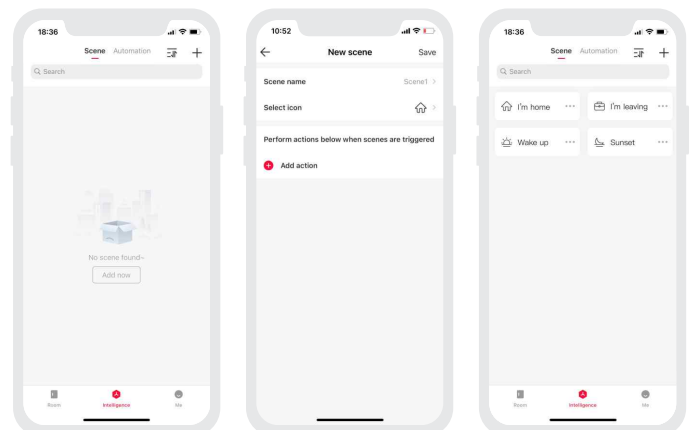 18:36
Scene Automation
Search
No scene found~
Add now
Room Intelligence Me
10:52
New scene Save
Scene name Scene1
Select icon
Perform actions below when scenes are triggered
Add action
18:36
Scene Automation
Search
I'm home I'm leaving
Wake up Sunset
Room Intelligence Me